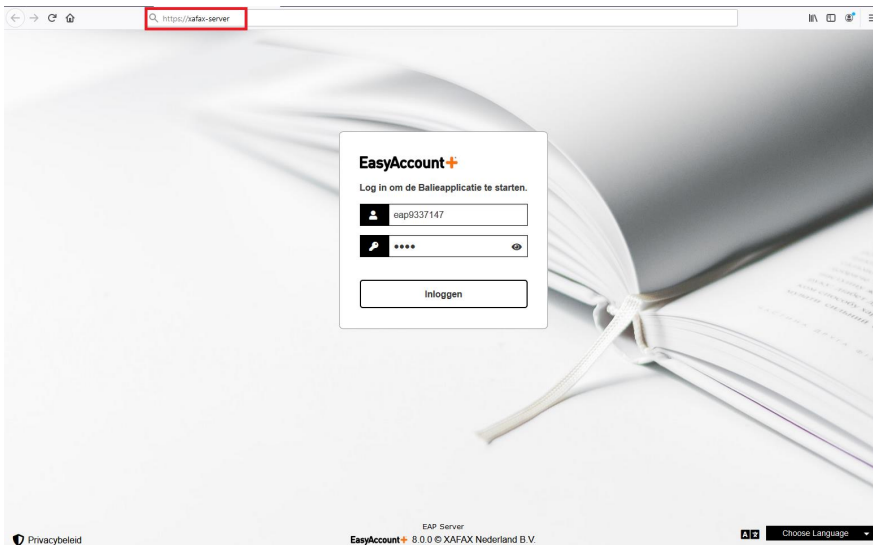 https://xafax-server
EasyAccount+
Log in om de Balieapplicatie te starten.
eap9337147
••••
Inloggen
EAP Server
Privacybeleid
EasyAccount+ 8.0.0 © XAFAX Nederland B.V.
Choose Language